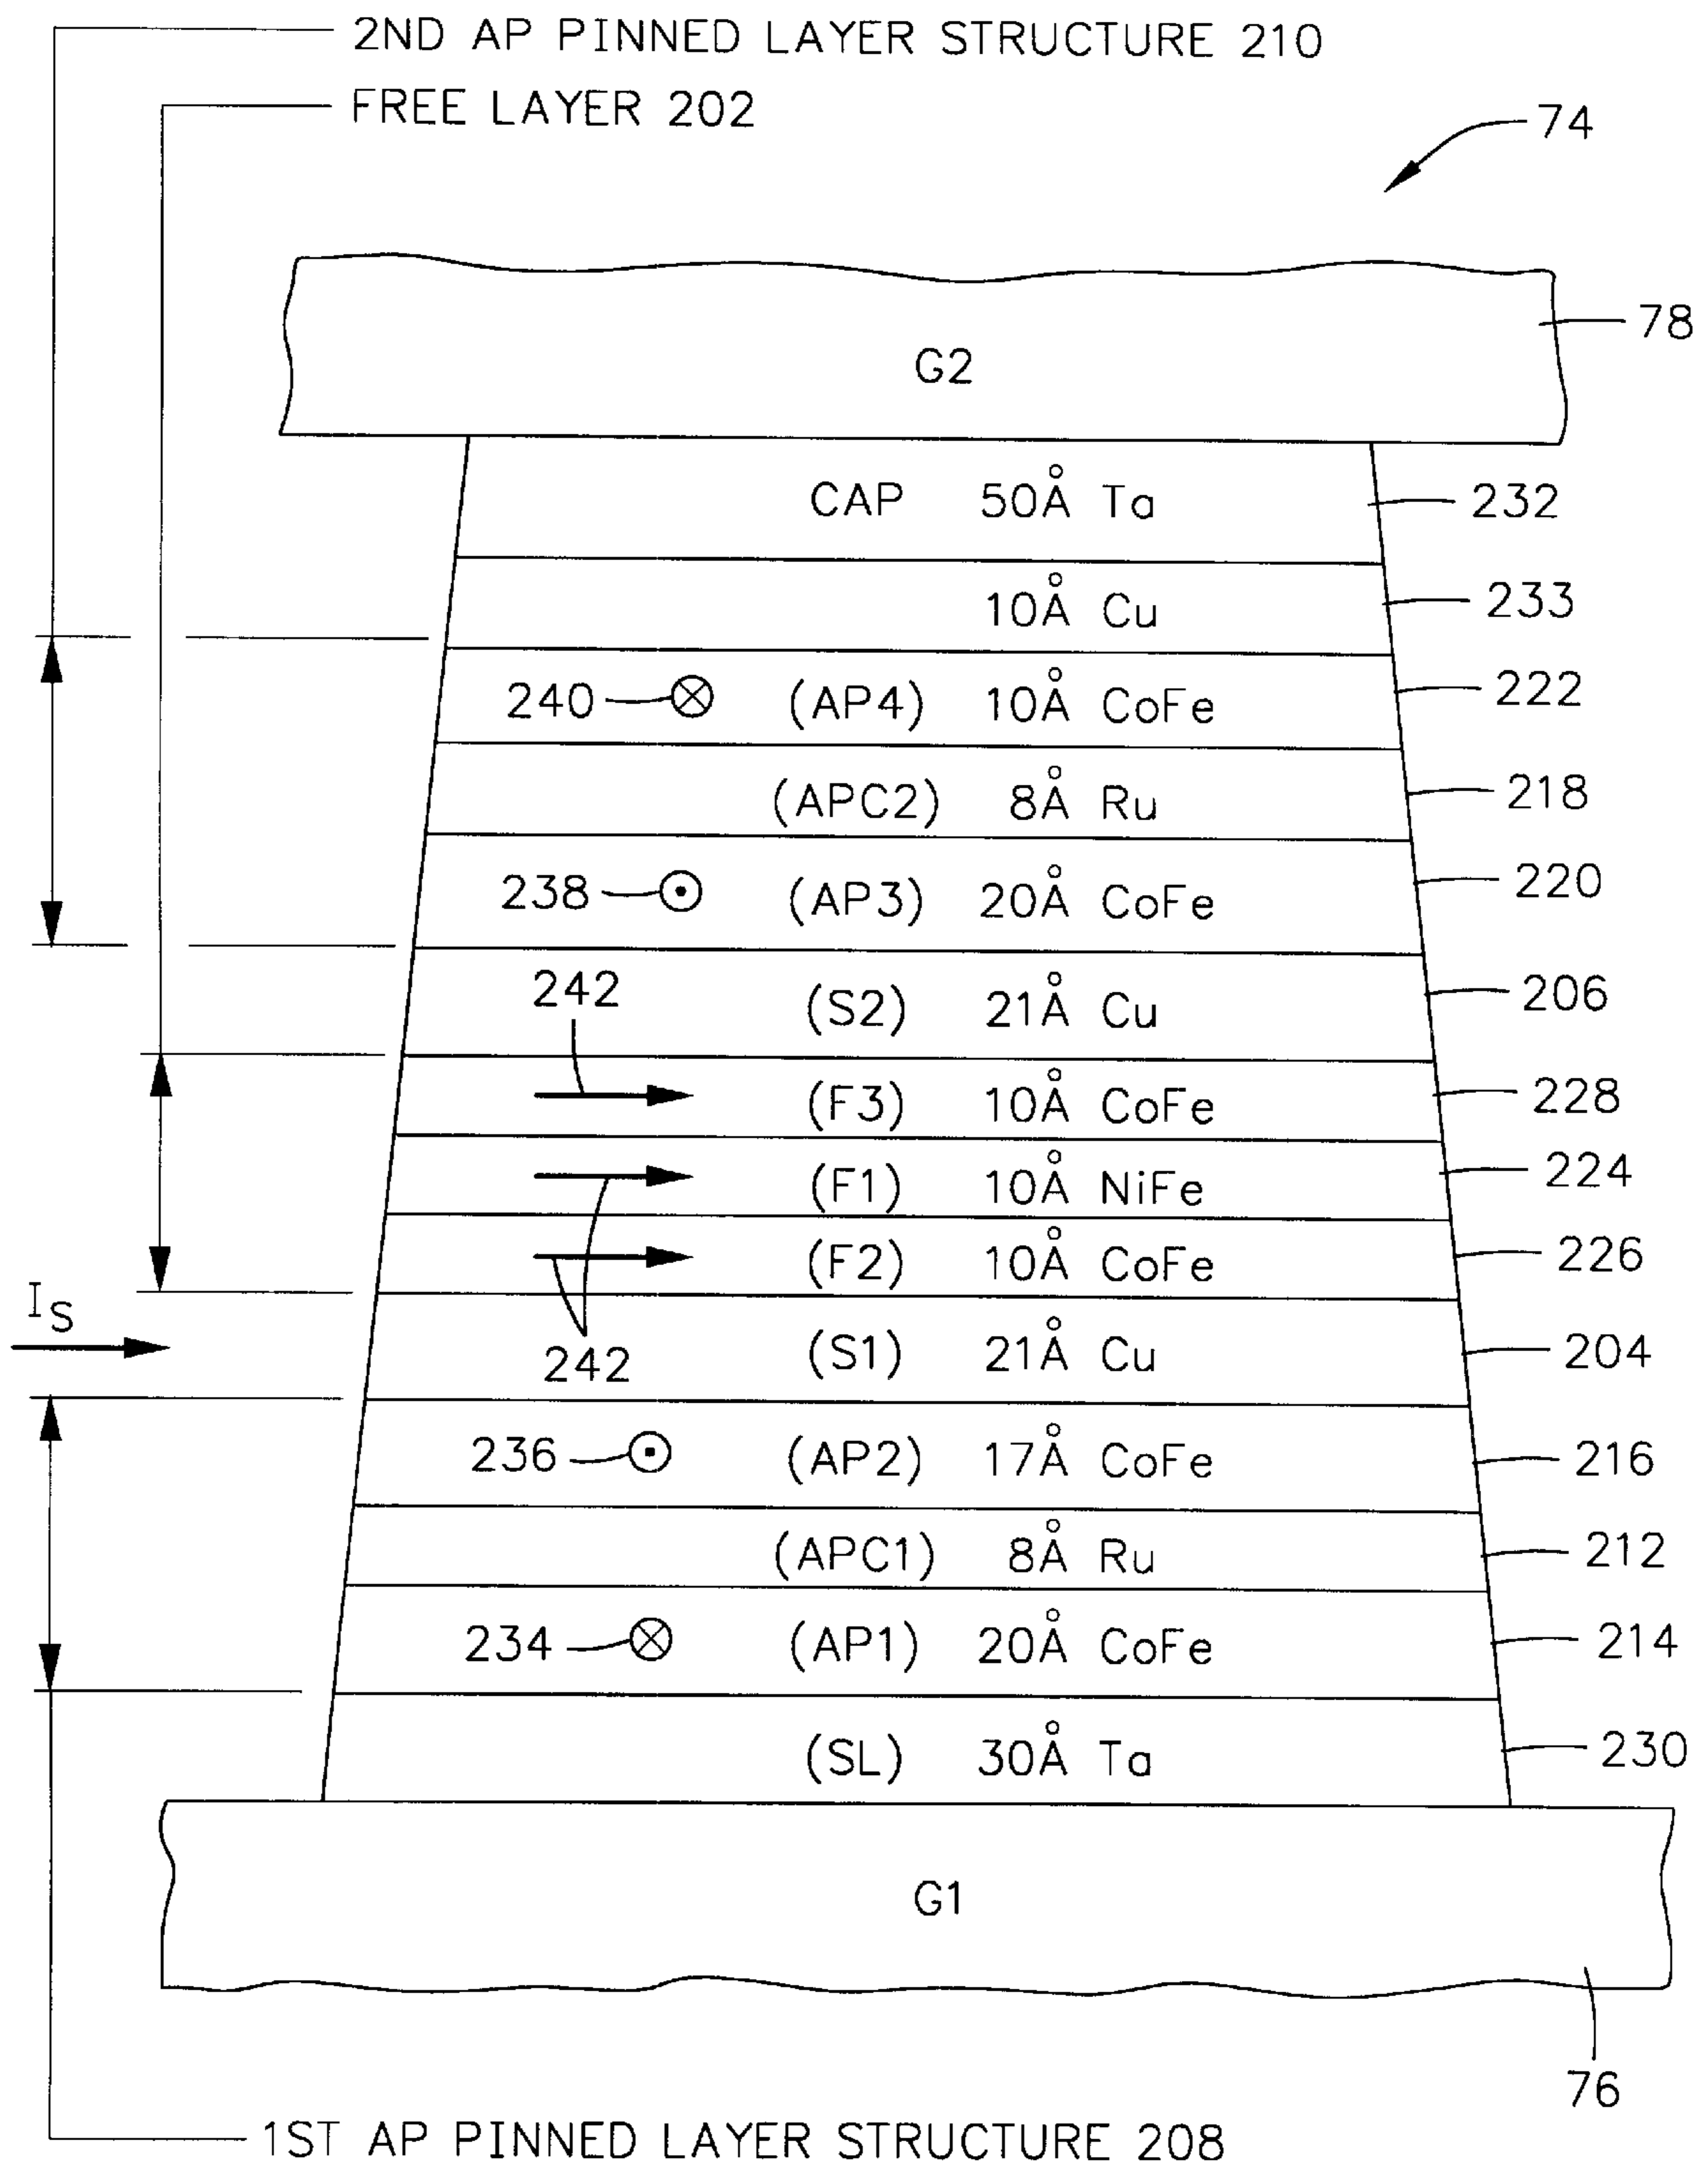 2ND AP PINNED LAYER STRUCTURE 210
FREE LAYER 202
74
78
G2
CAP 50Å Ta 232
10Å Cu 233
240 (AP4) 10Å CoFe 222
(APC2) 8Å Ru 218
238 (AP3) 20Å CoFe 220
242 (S2) 21Å Cu 206
(F3) 10Å CoFe 228
(F1) 10Å NiFe 224
(F2) 10Å CoFe 226
IS
242 (S1) 21Å Cu 204
236 (AP2) 17Å CoFe 216
(APC1) 8Å Ru 212
234 (AP1) 20Å CoFe 214
(SL) 30Å Ta 230
G1
76
1ST AP PINNED LAYER STRUCTURE 208